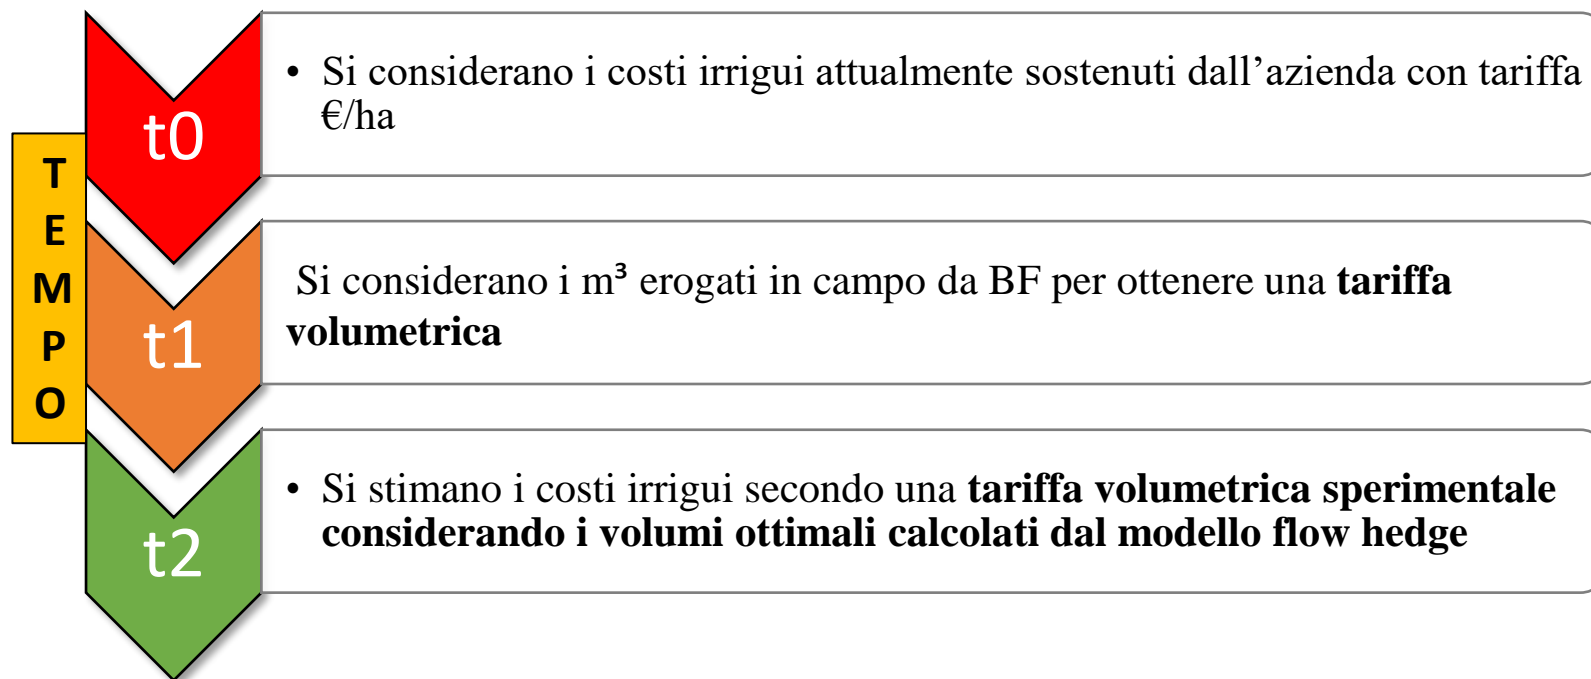 TEMPO
t0
• Si considerano i costi irrigui attualmente sostenuti dall’azienda con tariffa
€/ha
t1
Si considerano i m³ erogati in campo da BF per ottenere una tariffa
volumetrica
t2
• Si stimano i costi irrigui secondo una tariffa volumetrica sperimentale
considerando i volumi ottimali calcolati dal modello flow hedge